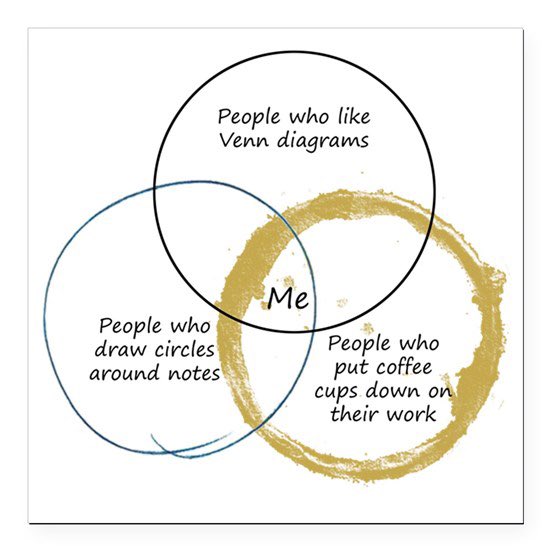 People who like
Venn diagrams
Me
People who
draw circles
around notes
People who
put coffee
cups down on
their work